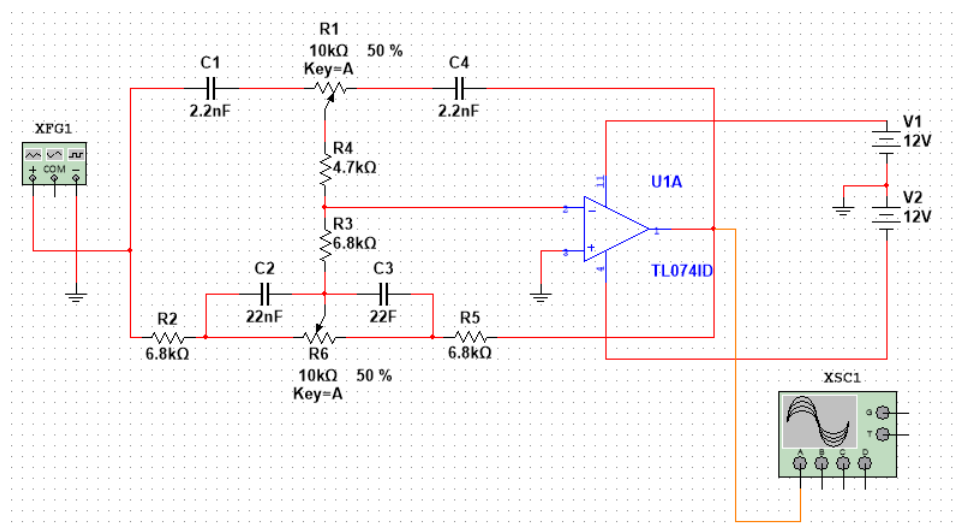 R1
10kΩ 50 %
Key=A
C1
2.2nF
C4
2.2nF
XFG1
+ COM −
R4
4.7kΩ
V1
12V
11
U1A
V2
12V
2
−
R3
6.8kΩ
1
3
+
TL074ID
4
C2
22nF
C3
22F
R2
6.8kΩ
R5
6.8kΩ
R6
10kΩ 50 %
Key=A
XSC1
G
T
A B C D